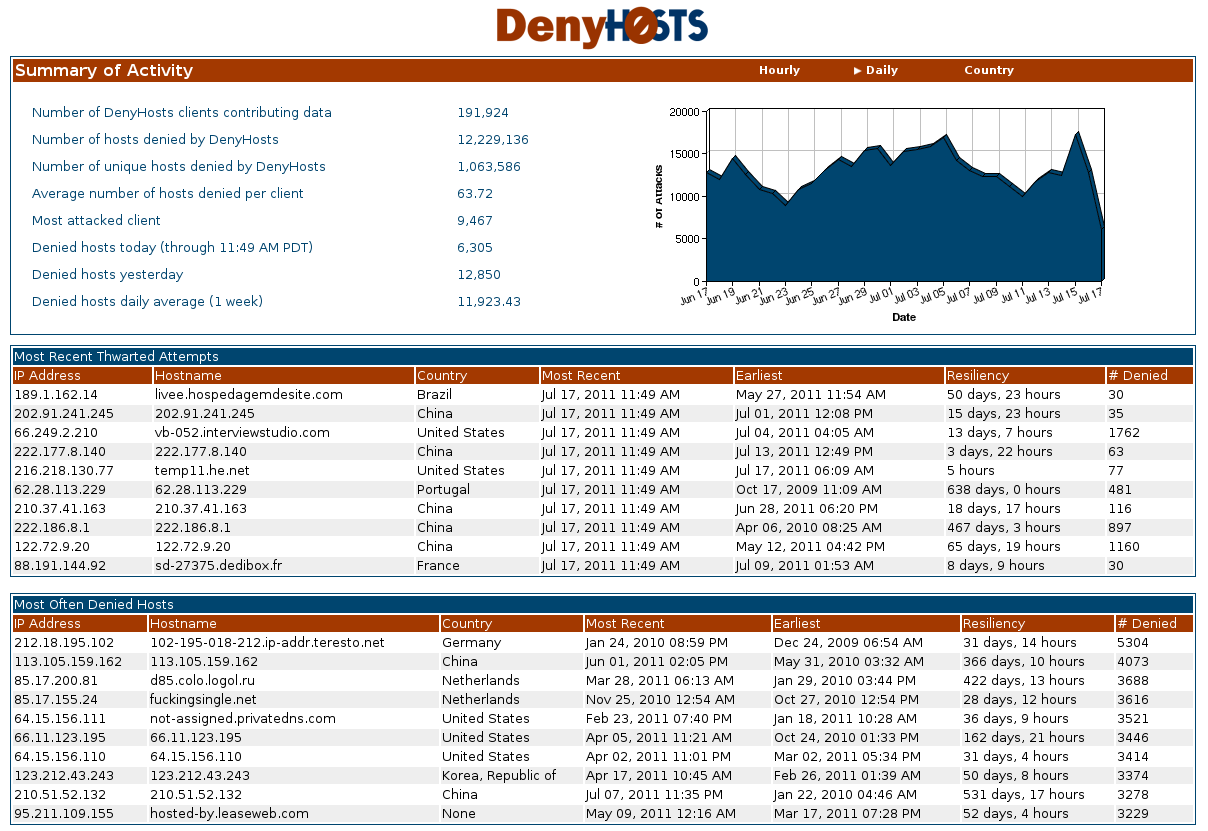 DenyHOSTS
Summary of Activity Hourly ► Daily Country
Number of DenyHosts clients contributing data 191,924
Number of hosts denied by DenyHosts 12,229,136
Number of unique hosts denied by DenyHosts 1,063,586
Average number of hosts denied per client 63.72
Most attacked client 9,467
Denied hosts today (through 11:49 AM PDT) 6,305
Denied hosts yesterday 12,850
Denied hosts daily average (1 week) 11,923.43
# Of Attacks
20000
15000
10000
5000
0
Jun 17 Jun 19 Jun 21 Jun 23 Jun 25 Jun 27 Jun 29 Jul 01 Jul 03 Jul 05 Jul 07 Jul 09 Jul 11 Jul 13 Jul 15 Jul 17
Date
Most Recent Thwarted Attempts
IP Address Hostname Country Most Recent Earliest Resiliency # Denied
189.1.162.14 livee.hospedagemdesite.com Brazil Jul 17, 2011 11:49 AM May 27, 2011 11:54 AM 50 days, 23 hours 30
202.91.241.245 202.91.241.245 China Jul 17, 2011 11:49 AM Jul 01, 2011 12:08 PM 15 days, 23 hours 35
66.249.2.210 vb-052.interviewstudio.com United States Jul 17, 2011 11:49 AM Jul 04, 2011 04:05 AM 13 days, 7 hours 1762
222.177.8.140 222.177.8.140 China Jul 17, 2011 11:49 AM Jul 13, 2011 12:49 PM 3 days, 22 hours 63
216.218.130.77 temp11.he.net United States Jul 17, 2011 11:49 AM Jul 17, 2011 06:09 AM 5 hours 77
62.28.113.229 62.28.113.229 Portugal Jul 17, 2011 11:49 AM Oct 17, 2009 11:09 AM 638 days, 0 hours 481
210.37.41.163 210.37.41.163 China Jul 17, 2011 11:49 AM Jun 28, 2011 06:20 PM 18 days, 17 hours 116
222.186.8.1 222.186.8.1 China Jul 17, 2011 11:49 AM Apr 06, 2010 08:25 AM 467 days, 3 hours 897
122.72.9.20 122.72.9.20 China Jul 17, 2011 11:49 AM May 12, 2011 04:42 PM 65 days, 19 hours 1160
88.191.144.92 sd-27375.dedibox.fr France Jul 17, 2011 11:49 AM Jul 09, 2011 01:53 AM 8 days, 9 hours 30
Most Often Denied Hosts
IP Address Hostname Country Most Recent Earliest Resiliency # Denied
212.18.195.102 102-195-018-212.ip-addr.teresto.net Germany Jan 24, 2010 08:59 PM Dec 24, 2009 06:54 AM 31 days, 14 hours 5304
113.105.159.162 113.105.159.162 China Jun 01, 2011 02:05 PM May 31, 2010 03:32 AM 366 days, 10 hours 4073
85.17.200.81 d85.colo.logol.ru Netherlands Mar 28, 2011 06:13 AM Jan 29, 2010 03:44 PM 422 days, 13 hours 3688
85.17.155.24 fuckingsingle.net Netherlands Nov 25, 2010 12:54 AM Oct 27, 2010 12:54 PM 28 days, 12 hours 3616
64.15.156.111 not-assigned.privatedns.com United States Feb 23, 2011 07:40 PM Jan 18, 2011 10:28 AM 36 days, 9 hours 3521
66.11.123.195 66.11.123.195 United States Apr 05, 2011 11:21 AM Oct 24, 2010 01:33 PM 162 days, 21 hours 3446
64.15.156.110 64.15.156.110 United States Apr 02, 2011 11:01 PM Mar 02, 2011 05:34 PM 31 days, 4 hours 3414
123.212.43.243 123.212.43.243 Korea, Republic of Apr 17, 2011 10:45 AM Feb 26, 2011 01:39 AM 50 days, 8 hours 3374
210.51.52.132 210.51.52.132 China Jul 07, 2011 11:35 PM Jan 22, 2010 04:46 AM 531 days, 17 hours 3278
95.211.109.155 hosted-by.leaseweb.com None May 09, 2011 12:16 AM Mar 17, 2011 07:28 PM 52 days, 4 hours 3229